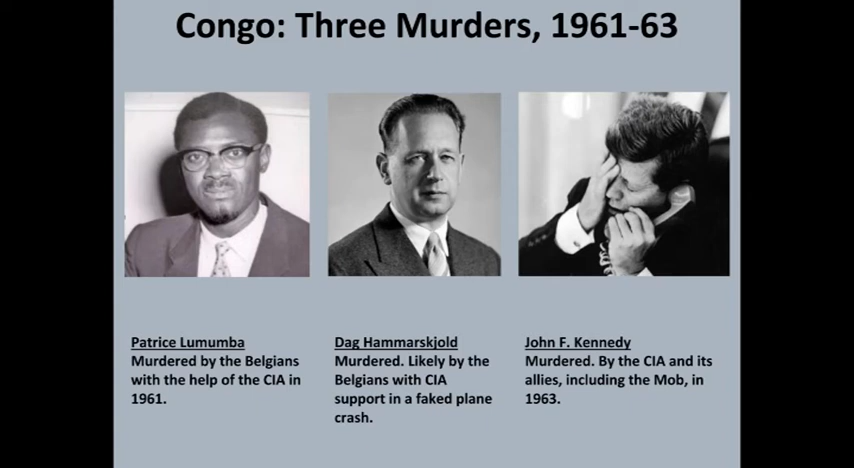 Congo: Three Murders, 1961-63
Patrice Lumumba
Murdered by the Belgians
with the help of the CIA in
1961.
Dag Hammarskjold
Murdered. Likely by the
Belgians with CIA
support in a faked plane
crash.
John F. Kennedy
Murdered. By the CIA and its
allies, including the Mob, in
1963.